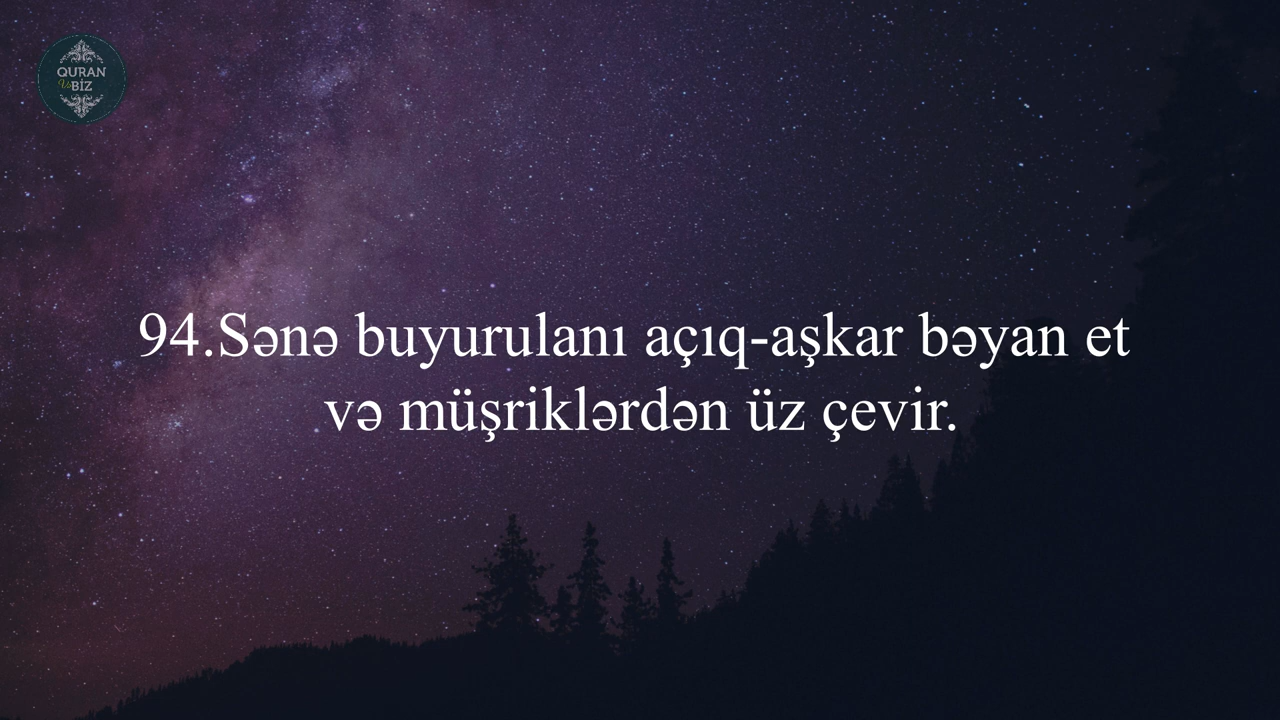 QURAN
Və BİZ
94.Sənə buyurulanı açıq-aşkar bəyan et
və müşriklərdən üz çevir.